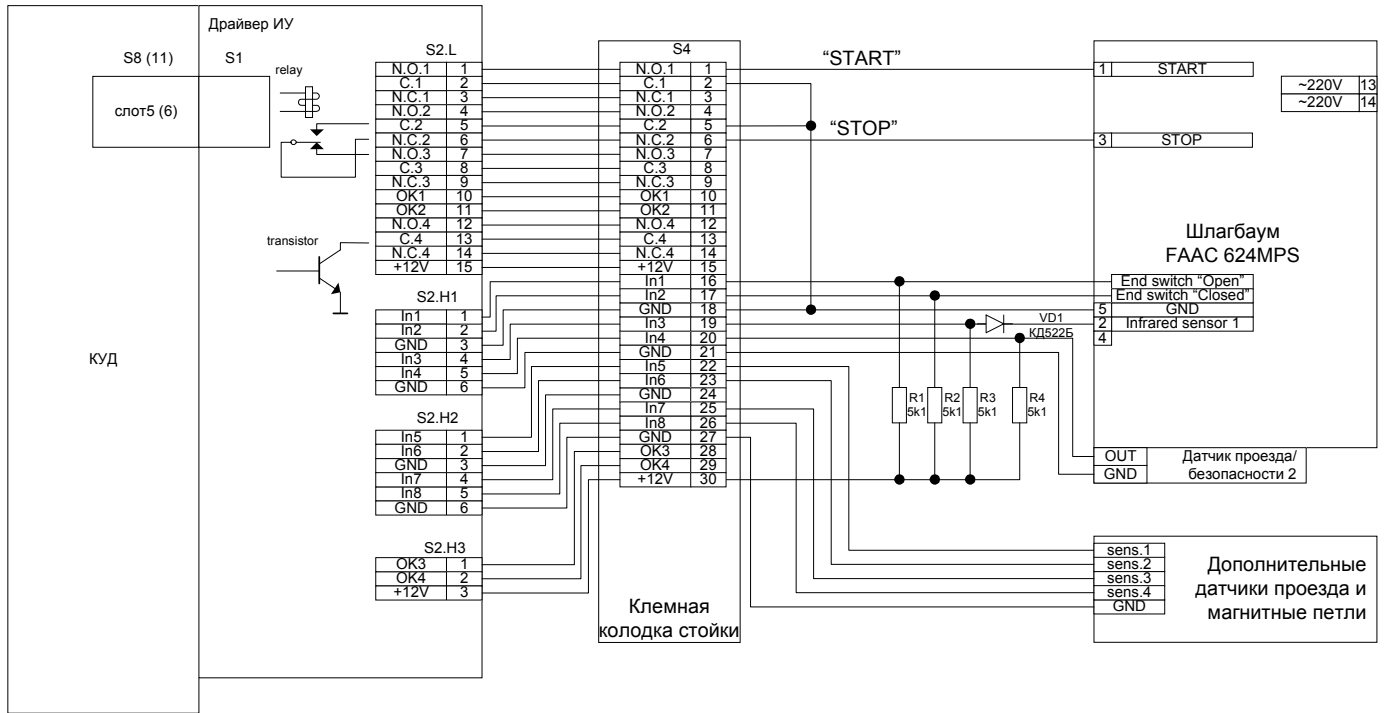 Драйвер ИУ
S8 (11)
S1
слот5 (6)
relay
transistor
КУД
S2.L
N.O.1 1
C.1 2
N.C.1 3
N.O.2 4
C.2 5
N.C.2 6
N.O.3 7
C.3 8
N.C.3 9
OK1 10
OK2 11
N.O.4 12
C.4 13
N.C.4 14
+12V 15
S2.H1
In1 1
In2 2
GND 3
In3 4
In4 5
GND 6
S2.H2
In5 1
In6 2
GND 3
In7 4
In8 5
GND 6
S2.H3
OK3 1
OK4 2
+12V 3
S4
N.O.1 1
C.1 2
N.C.1 3
N.O.2 4
C.2 5
N.C.2 6
N.O.3 7
C.3 8
N.C.3 9
OK1 10
OK2 11
N.O.4 12
C.4 13
N.C.4 14
+12V 15
In1 16
In2 17
GND 18
In3 19
In4 20
GND 21
In5 22
In6 23
GND 24
In7 25
In8 26
GND 27
OK3 28
OK4 29
+12V 30
Клемная
колодка стойки
“START”
“STOP”
VD1
КД522Б
R1
5k1
R2
5k1
R3
5k1
R4
5k1
1 START
~220V 13
~220V 14
3 STOP
Шлагбаум
FAAC 624MPS
End switch “Open”
End switch “Closed”
5 GND
2 Infrared sensor 1
4
OUT
GND
Датчик проезда/
безопасности 2
sens.1
sens.2
sens.3
sens.4
GND
Дополнительные
датчики проезда и
магнитные петли